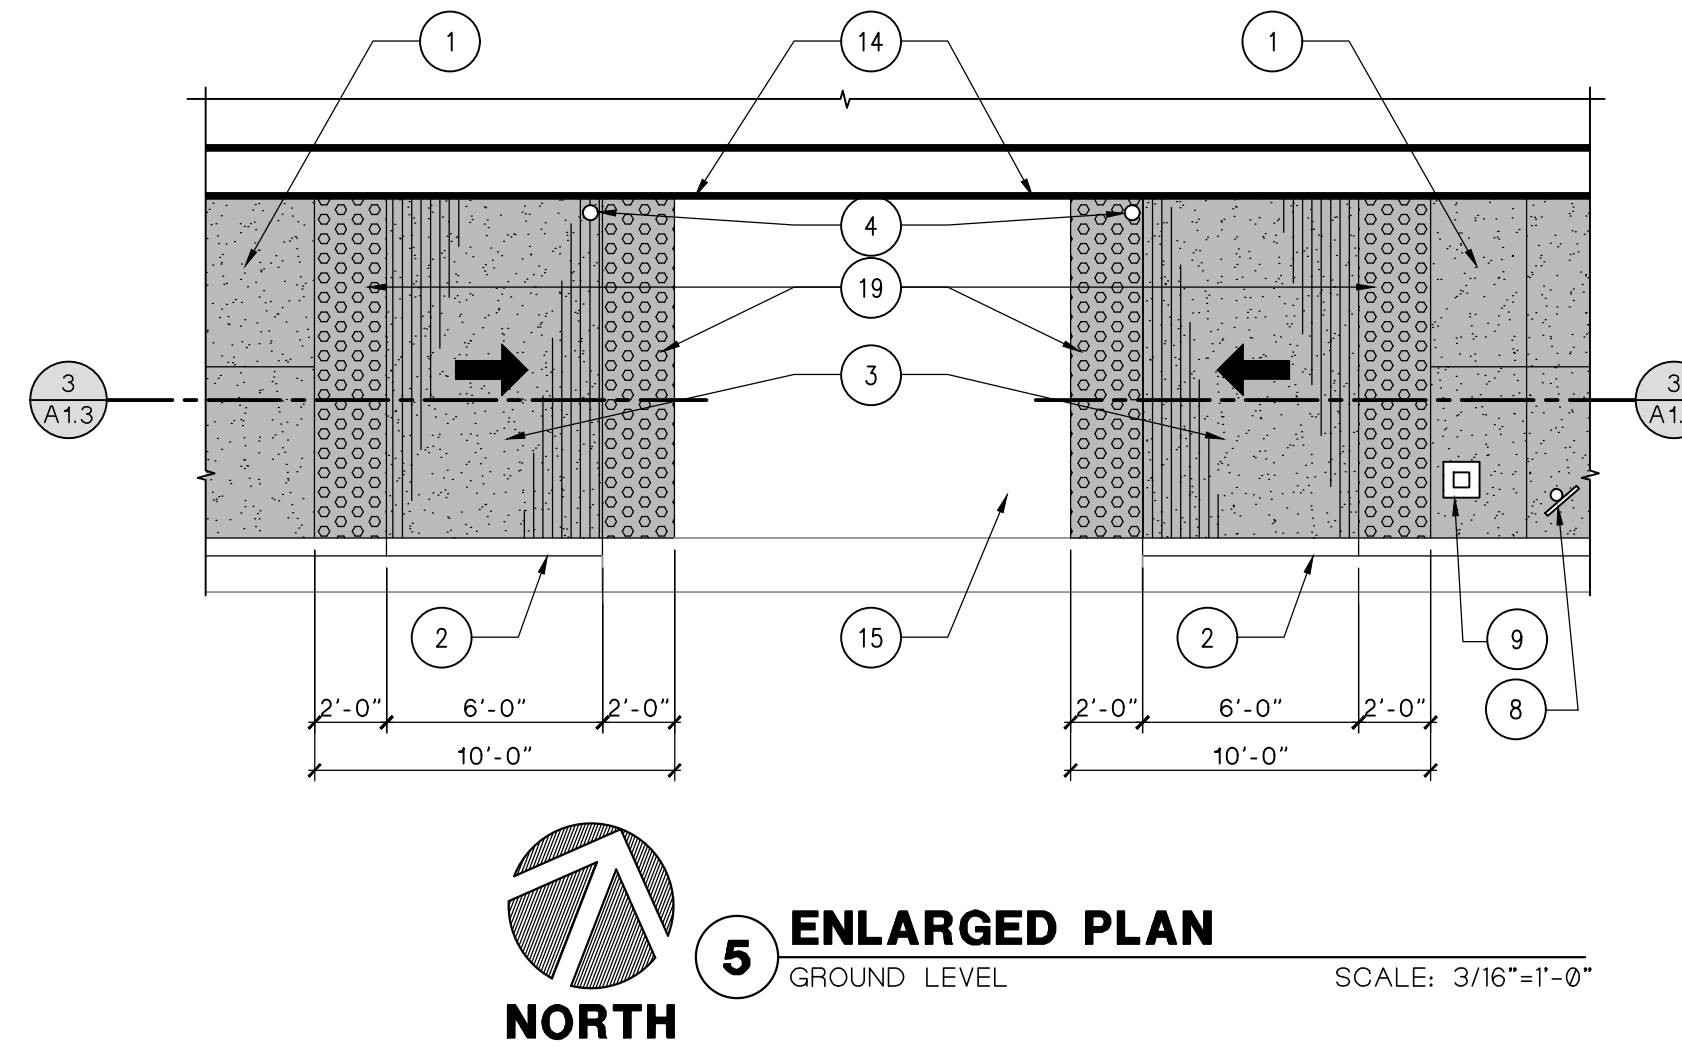 1
14
1
4
19
3
3
A1.3
3
A1.
2
15
2
9
8
2'-0" 6'-0" 2'-0"
2'-0" 6'-0" 2'-0"
10'-0"
10'-0"
NORTH
5
ENLARGED PLAN
GROUND LEVEL
SCALE: 3/16"=1'-0"